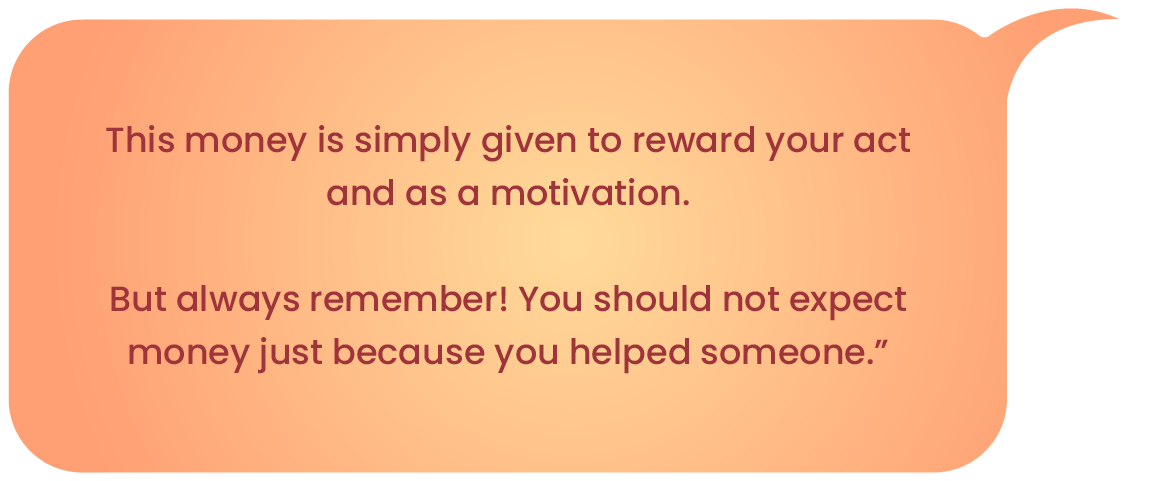 This money is simply given to reward your act
and as a motivation.
But always remember! You should not expect
money just because you helped someone.”